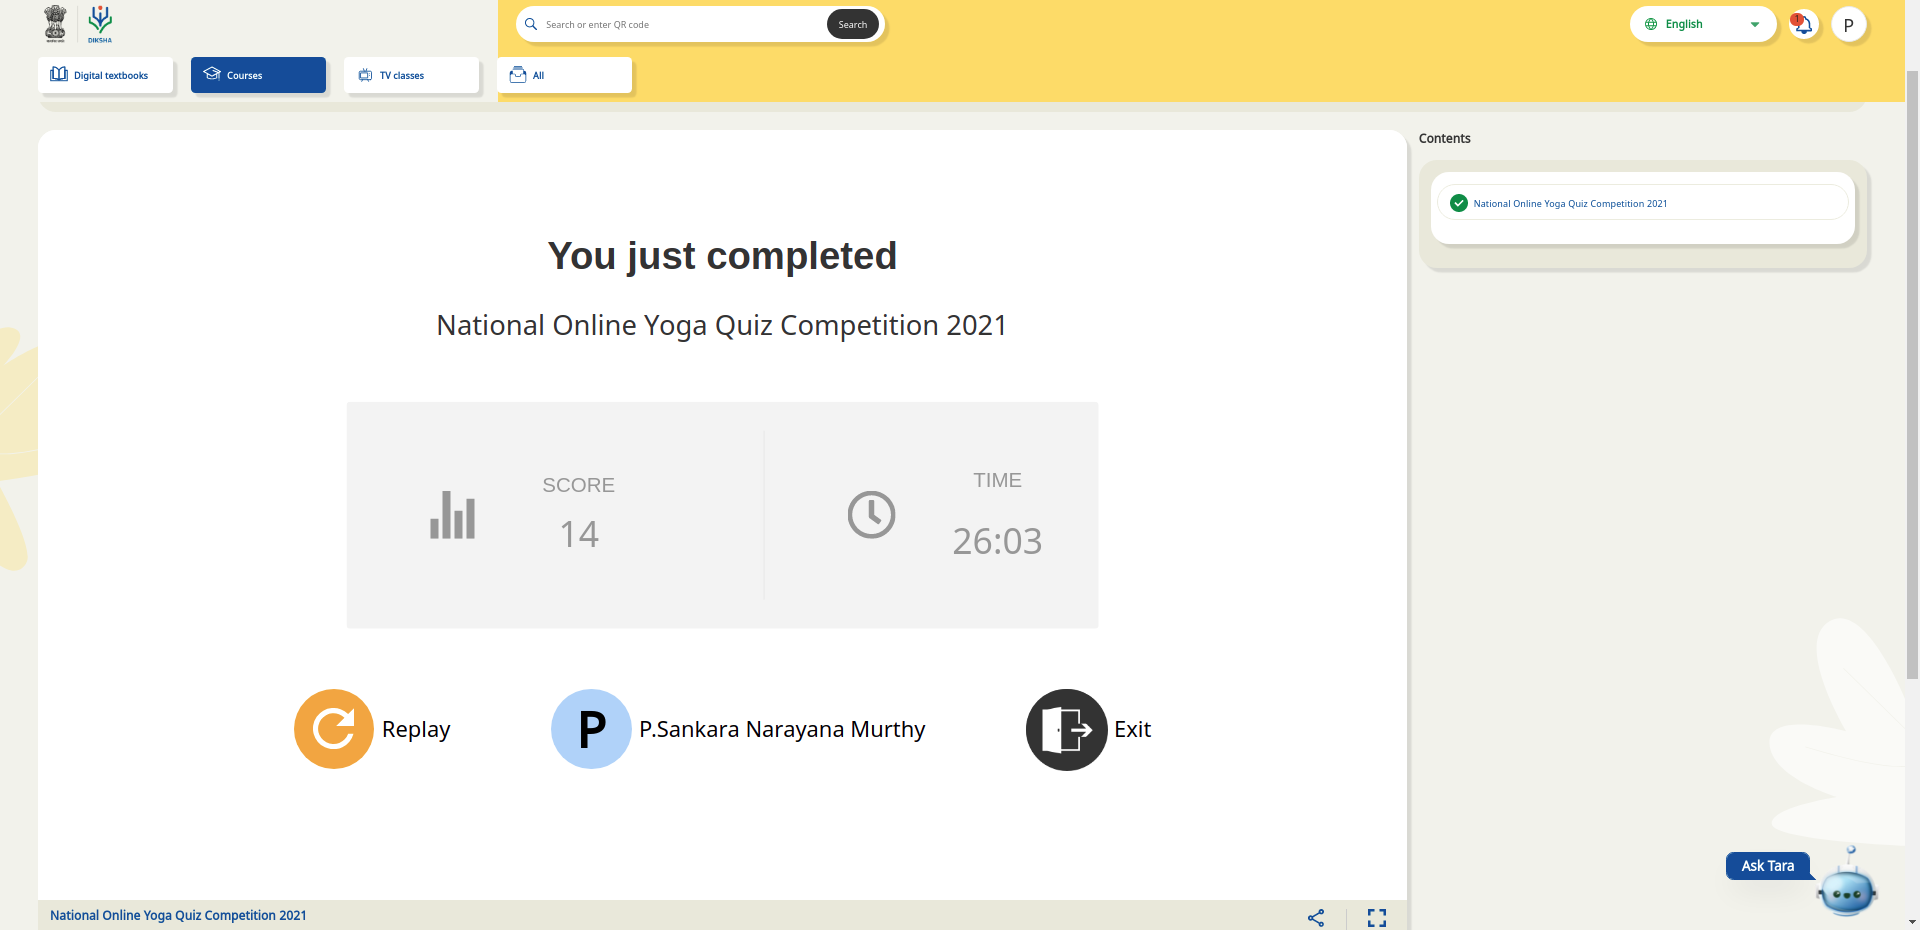 DIKSHA
Search or enter QR code
Search
English
1
P
Digital textbooks
Courses
TV classes
All
Contents
National Online Yoga Quiz Competition 2021
You just completed
National Online Yoga Quiz Competition 2021
SCORE
14
TIME
26:03
Replay
P
P.Sankara Narayana Murthy
Exit
Ask Tara
National Online Yoga Quiz Competition 2021